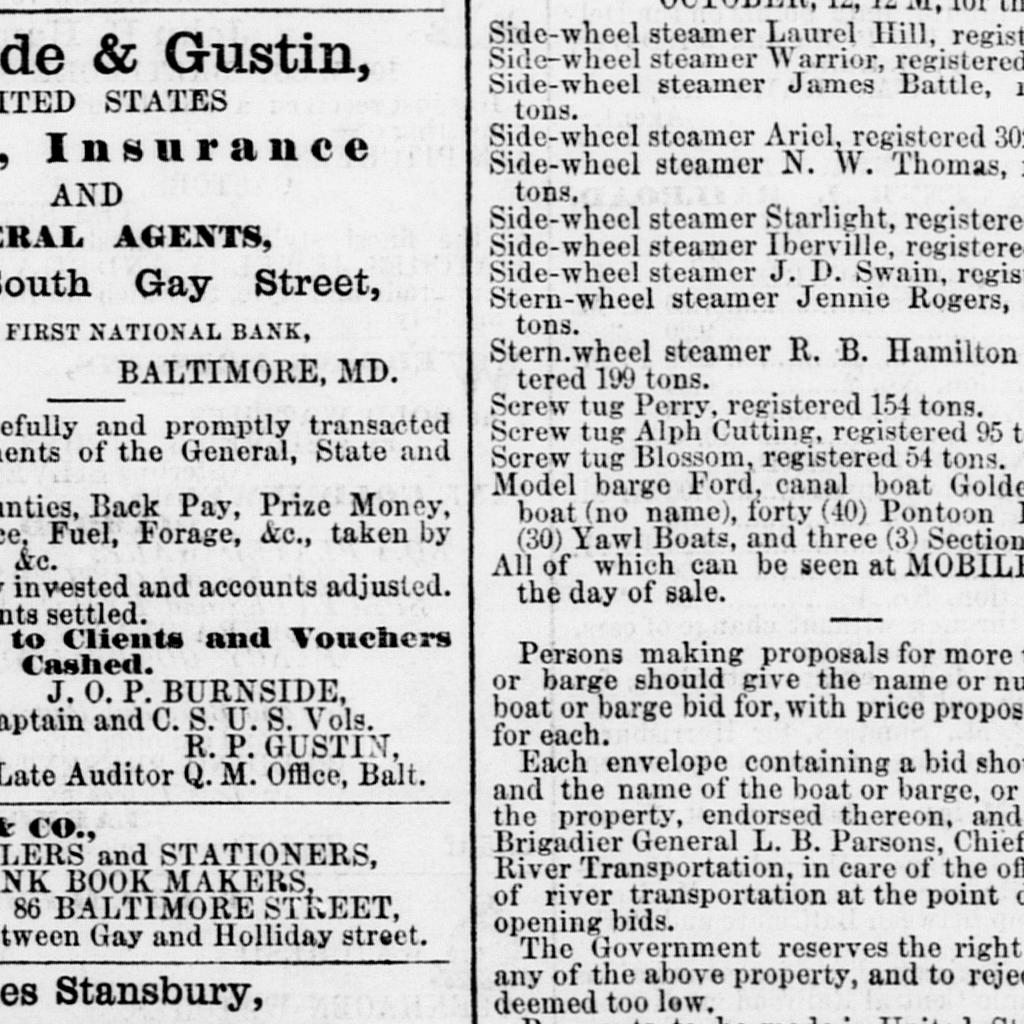 de & Gustin,
ITED STATES
, Insurance
AND
ERAL AGENTS,
South Gay Street,
FIRST NATIONAL BANK,
BALTIMORE, MD.
efully and promptly transacted
ents of the General, State and
unties, Back Pay, Prize Money,
ce, Fuel, Forage, &c., taken by
&c.
y invested and accounts adjusted.
nts settled.
to Clients and Vouchers
Cashed.
J. O. P. BURNSIDE,
aptain and C. S. U. S. Vols.
R. P. GUSTIN,
Late Auditor Q. M. Office, Balt.
& CO.,
LERS and STATIONERS,
NK BOOK MAKERS,
86 BALTIMORE STREET,
tween Gay and Holliday street.
es Stansbury,
OCTOBER, 12, 12 M, for th
Side-wheel steamer Laurel Hill, regist
Side-wheel steamer Warrior, registered
Side-wheel steamer James Battle,
tons.
Side-wheel steamer Ariel, registered 30
Side-wheel steamer N. W. Thomas,
tons.
Side-wheel steamer Starlight, registere
Side-wheel steamer Iberville, registere
Side-wheel steamer J. D. Swain, regis
Stern-wheel steamer Jennie Rogers,
tons.
Stern.wheel steamer R. B. Hamilton
tered 199 tons.
Screw tug Perry, registered 154 tons.
Screw tug Alph Cutting, registered 95 t
Screw tug Blossom, registered 54 tons.
Model barge Ford, canal boat Golde
boat (no name), forty (40) Pontoon
(30) Yawl Boats, and three (3) Section
All of which can be seen at MOBILE
the day of sale.
Persons making proposals for more
or barge should give the name or nu
boat or barge bid for, with price propos
for each.
Each envelope containing a bid shou
and the name of the boat or barge, or
the property, endorsed thereon, and
Brigadier General L. B. Parsons, Chief
River Transportation, in care of the off
of river transportation at the point o
opening bids.
The Government reserves the right
any of the above property, and to rejec
deemed too low.